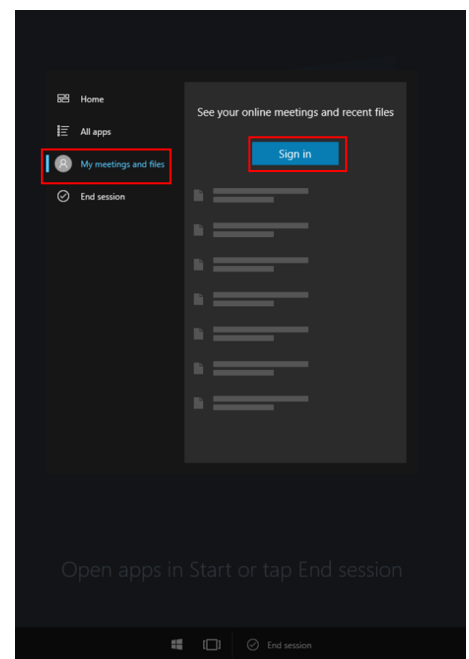 Home
All apps
My meetings and files
End session
See your online meetings and recent files
Sign in
Open apps in Start or tap End session
End session